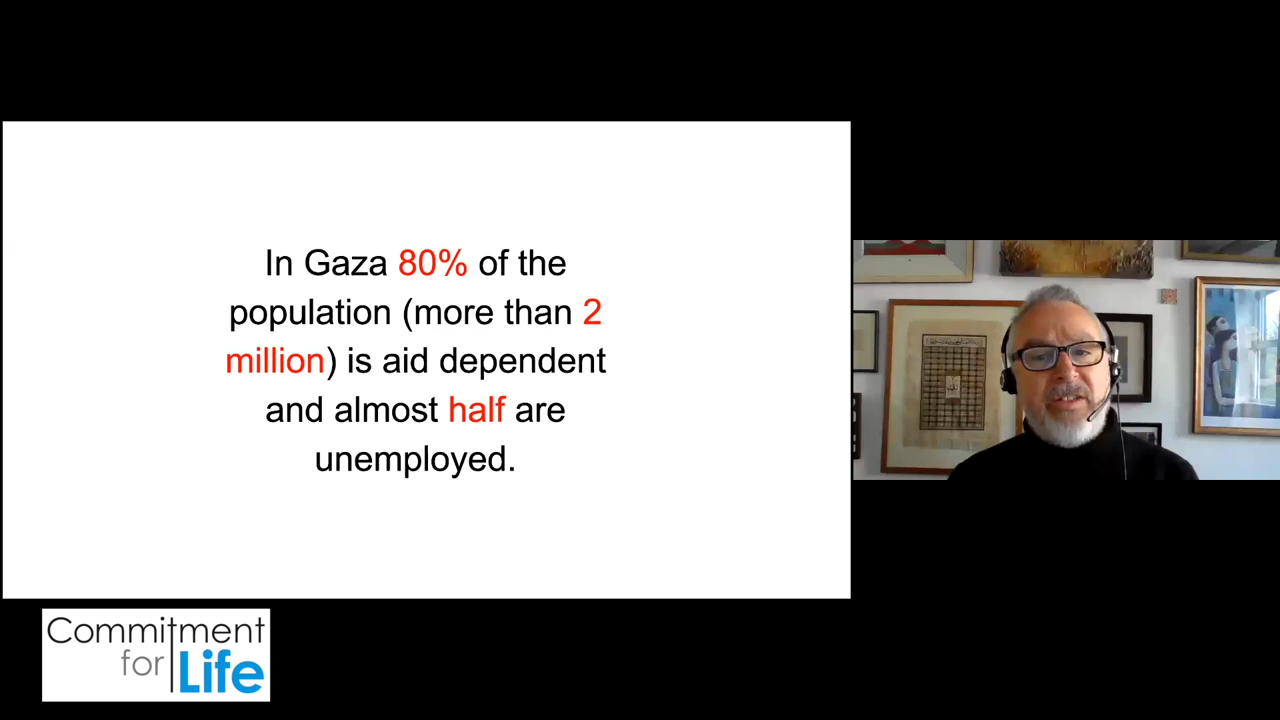 In Gaza 80% of the
population (more than 2
million) is aid dependent
and almost half are
unemployed.
Commitment
for Life